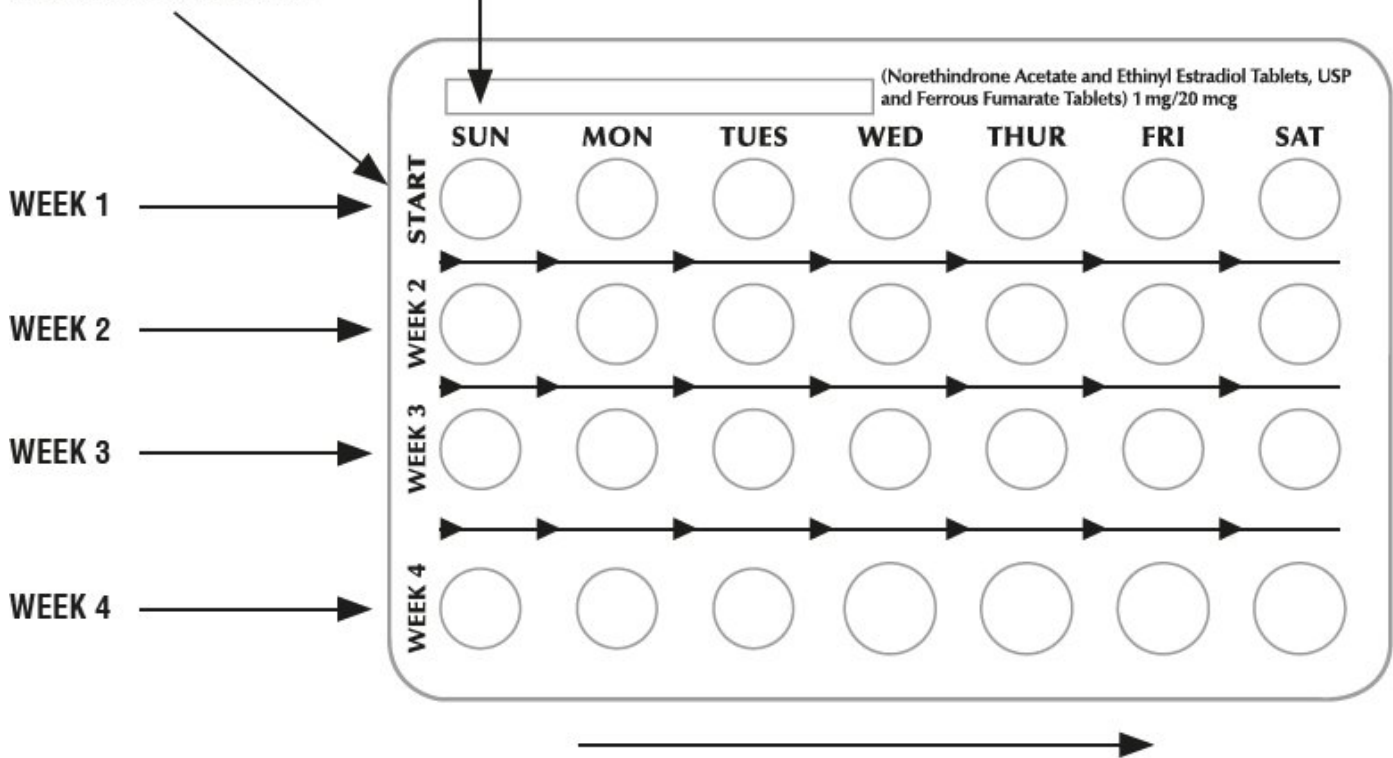 (Norethindrone Acetate and Ethinyl Estradiol Tablets, USP
and Ferrous Fumarate Tablets) 1 mg/20 mcg
SUN MON TUES WED THUR FRI SAT
WEEK 1
START
WEEK 2
WEEK 2
WEEK 3
WEEK 3
WEEK 4
WEEK 4